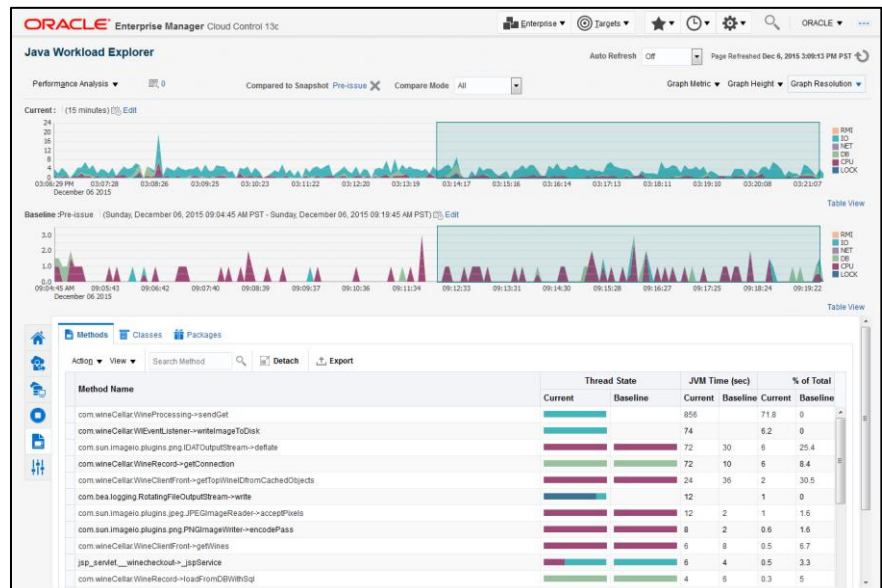 ORACLE Enterprise Manager Cloud Control 13c Enterprise Targets ORACLE
Java Workload Explorer
Auto Refresh Off Page Refreshed Dec 6, 2015 3:09:13 PM PST
Performance Analysis 0 Compared to Snapshot Pre-issue Compare Mode All Graph Metric Graph Height Graph Resolution
Current: (15 minutes) Edit
24
20
16
12
8
4
0
RMI
IO
NET
DB
CPU
LOCK
03:06:29 PM 03:07:28 03:08:26 03:09:25 03:10:23 03:11:22 03:12:20 03:13:19 03:14:17 03:15:16 03:16:14 03:17:13 03:18:11 03:19:10 03:20:08 03:21:07
December 06 2015
Table View
Baseline :Pre-issue (Sunday, December 06, 2015 09:04:45 AM PST - Sunday, December 06, 2015 09:19:45 AM PST) Edit
3.0
2.0
1.0
0.0
RMI
IO
NET
DB
CPU
LOCK
09:04:45 AM 09:05:43 09:06:42 09:07:40 09:08:39 09:09:37 09:10:36 09:11:34 09:12:33 09:13:31 09:14:30 09:15:28 09:16:27 09:17:25 09:18:24 09:19:22
December 06 2015
Table View
Methods Classes Packages
Action View Search Method Detach Export
Method Name Thread State JVM Time (sec) % of Total
Current Baseline Current Baseline Current Baseline
com.wineCellar.WineProcessing->sendGet 856 71.8 0
com.wineCellar.WIEventListener->writeImageToDisk 74 6.2 0
com.sun.imageio.plugins.png.IDATOutputStream->deflate 72 30 6 25.4
com.wineCellar.WineRecord->getConnection 72 10 6 8.4
com.wineCellar.WineClientFront->getTopWineIDfromCachedObjects 24 36 2 30.5
com.bea.logging.RotatingFileOutputStream->write 12 1 0
com.sun.imageio.plugins.jpeg.JPEGImageReader->acceptPixels 12 2 1 1.6
com.sun.imageio.plugins.png.PNGImageWriter->encodePass 8 2 0.6 1.6
com.wineCellar.WineClientFront->getWines 6 8 0.5 6.7
jsp_servlet.__winecheckout->_jspService 6 4 0.5 3.3
com.wineCellar.WineRecord->loadFromDBWithSql 4 6 0.3 5